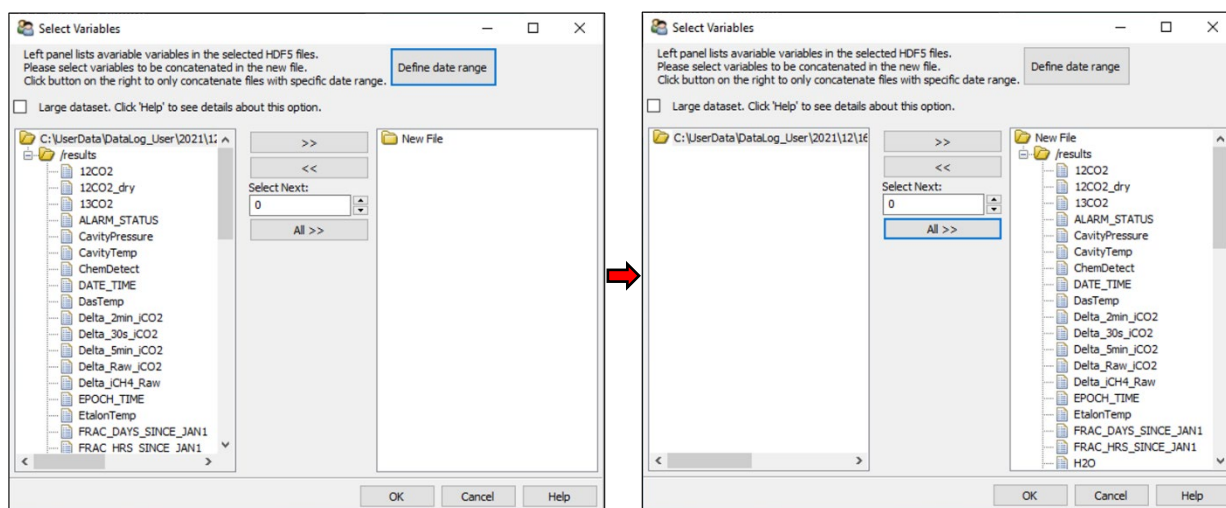 Select Variables
Left panel lists avariable variables in the selected HDF5 files.
Please select variables to be concatenated in the new file.
Click button on the right to only concatenate files with specific date range.
Define date range
Large dataset. Click 'Help' to see details about this option.
C:\UserData\DataLog_User\2021\12
/results
12CO2
12CO2_dry
13CO2
ALARM_STATUS
CavityPressure
CavityTemp
ChemDetect
DATE_TIME
DasTemp
Delta_2min_iCO2
Delta_30s_iCO2
Delta_5min_iCO2
Delta_Raw_iCO2
Delta_iCH4_Raw
EPOCH_TIME
EtalonTemp
FRAC_DAYS_SINCE_JAN1
FRAC_HRS_SINCE_JAN1
>>
<<
Select Next:
0
All >>
New File
OK Cancel Help
Select Variables
Left panel lists avariable variables in the selected HDF5 files.
Please select variables to be concatenated in the new file.
Click button on the right to only concatenate files with specific date range.
Define date range
Large dataset. Click 'Help' to see details about this option.
C:\UserData\DataLog_User\2021\12\16
>>
<<
Select Next:
0
All >>
New File
/results
12CO2
12CO2_dry
13CO2
ALARM_STATUS
CavityPressure
CavityTemp
ChemDetect
DATE_TIME
DasTemp
Delta_2min_iCO2
Delta_30s_iCO2
Delta_5min_iCO2
Delta_Raw_iCO2
Delta_iCH4_Raw
EPOCH_TIME
EtalonTemp
FRAC_DAYS_SINCE_JAN1
FRAC_HRS_SINCE_JAN1
H2O
OK Cancel Help